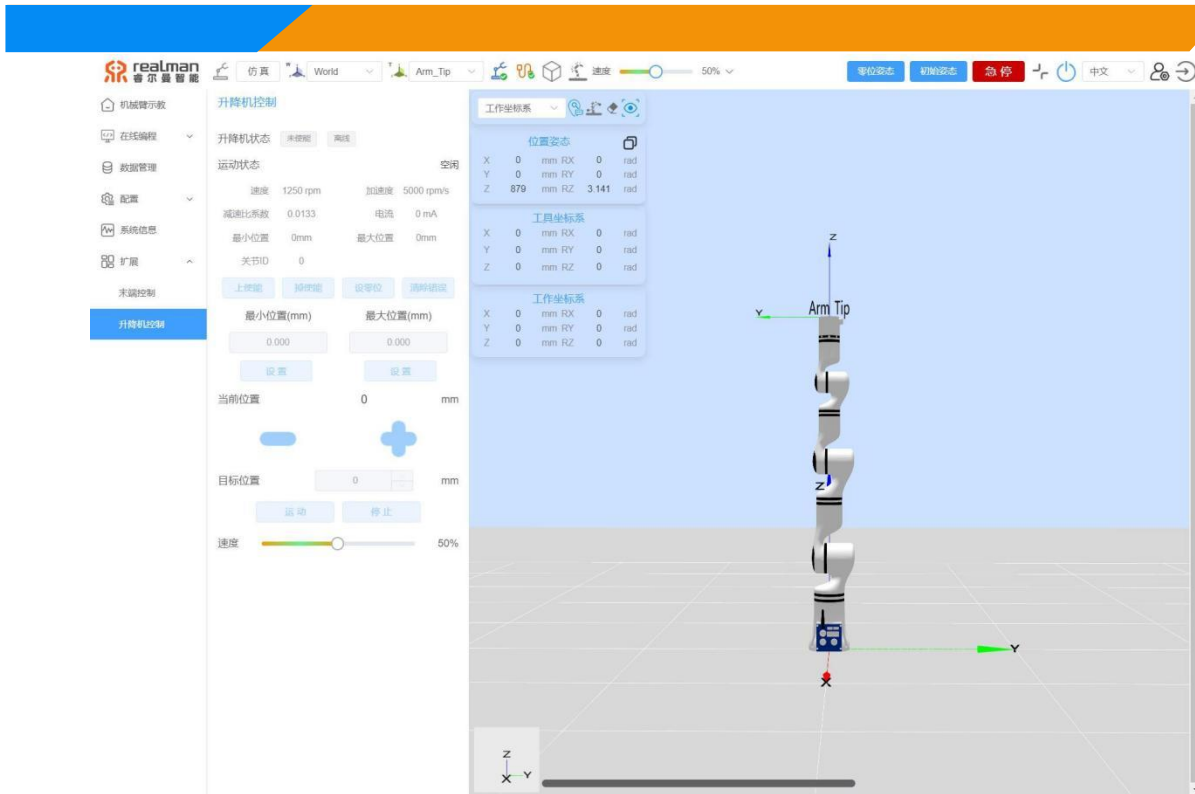 realman
睿尔曼智能
仿真
W
World
T
Arm_Tip
速度
50%
零位姿态
初始姿态
急停
中文
机械臂示教
在线编程
数据管理
配置
系统信息
扩展
末端控制
升降机控制
升降机控制
升降机状态 未使能 离线
运动状态 空闲
速度 1250 rpm 加速度 5000 rpm/s
减速比系数 0.0133 电流 0 mA
最小位置 0mm 最大位置 0mm
关节ID 0
上使能 掉使能 设零位 清除错误
最小位置(mm) 最大位置(mm)
0.000 0.000
设置 设置
当前位置 0 mm
目标位置 0 mm
运动 停止
速度 50%
工作坐标系
位置姿态
X 0 mm RX 0 rad
Y 0 mm RY 0 rad
Z 879 mm RZ 3.141 rad
工具坐标系
X 0 mm RX 0 rad
Y 0 mm RY 0 rad
Z 0 mm RZ 0 rad
工作坐标系
X 0 mm RX 0 rad
Y 0 mm RY 0 rad
Z 0 mm RZ 0 rad
Z
Y
Arm Tip
Z
Y
X
Z
X Y